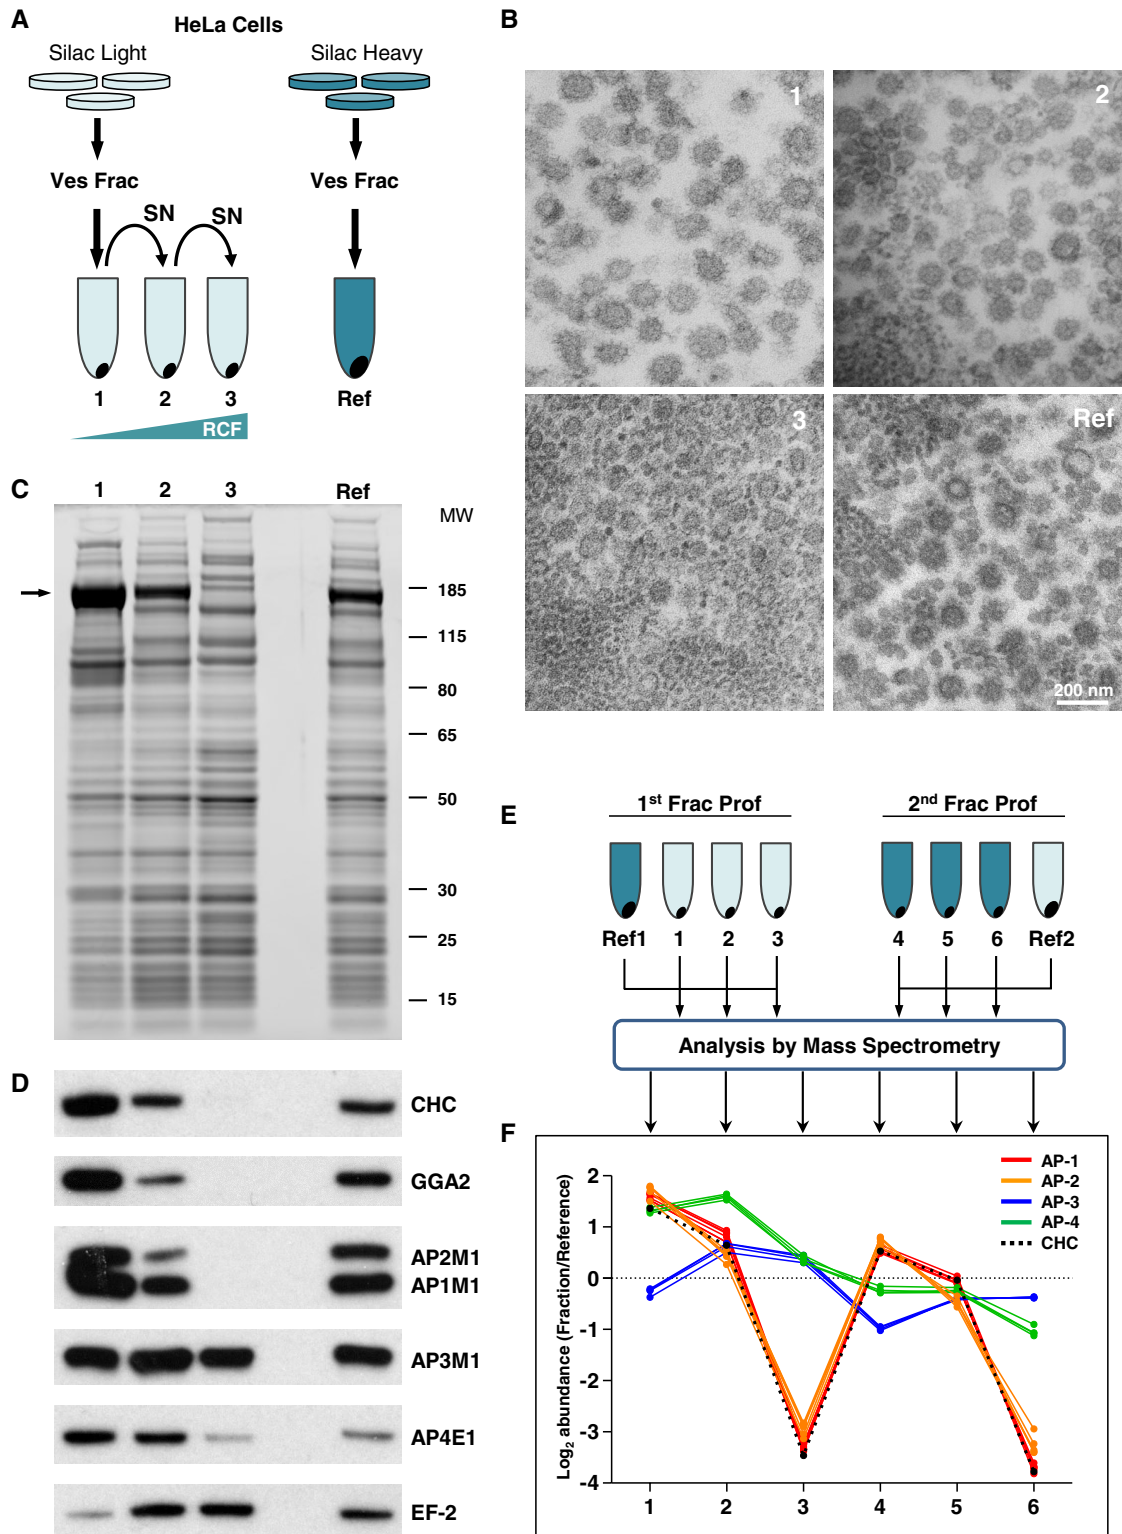 A
HeLa Cells
Silac Light
Silac Heavy
Ves Frac
Ves Frac
SN
SN
1
2
3
Ref
RCF
B
1
2
3
Ref
200 nm
C
1
2
3
Ref
MW
185
115
80
65
50
30
25
15
D
CHC
GGA2
AP2M1
AP1M1
AP3M1
AP4E1
EF-2
E
1st Frac Prof
2nd Frac Prof
Ref1
1
2
3
4
5
6
Ref2
Analysis by Mass Spectrometry
F
Log2 abundance (Fraction/Reference)
2
1
0
-1
-2
-3
-4
1
2
3
4
5
6
AP-1
AP-2
AP-3
AP-4
CHC